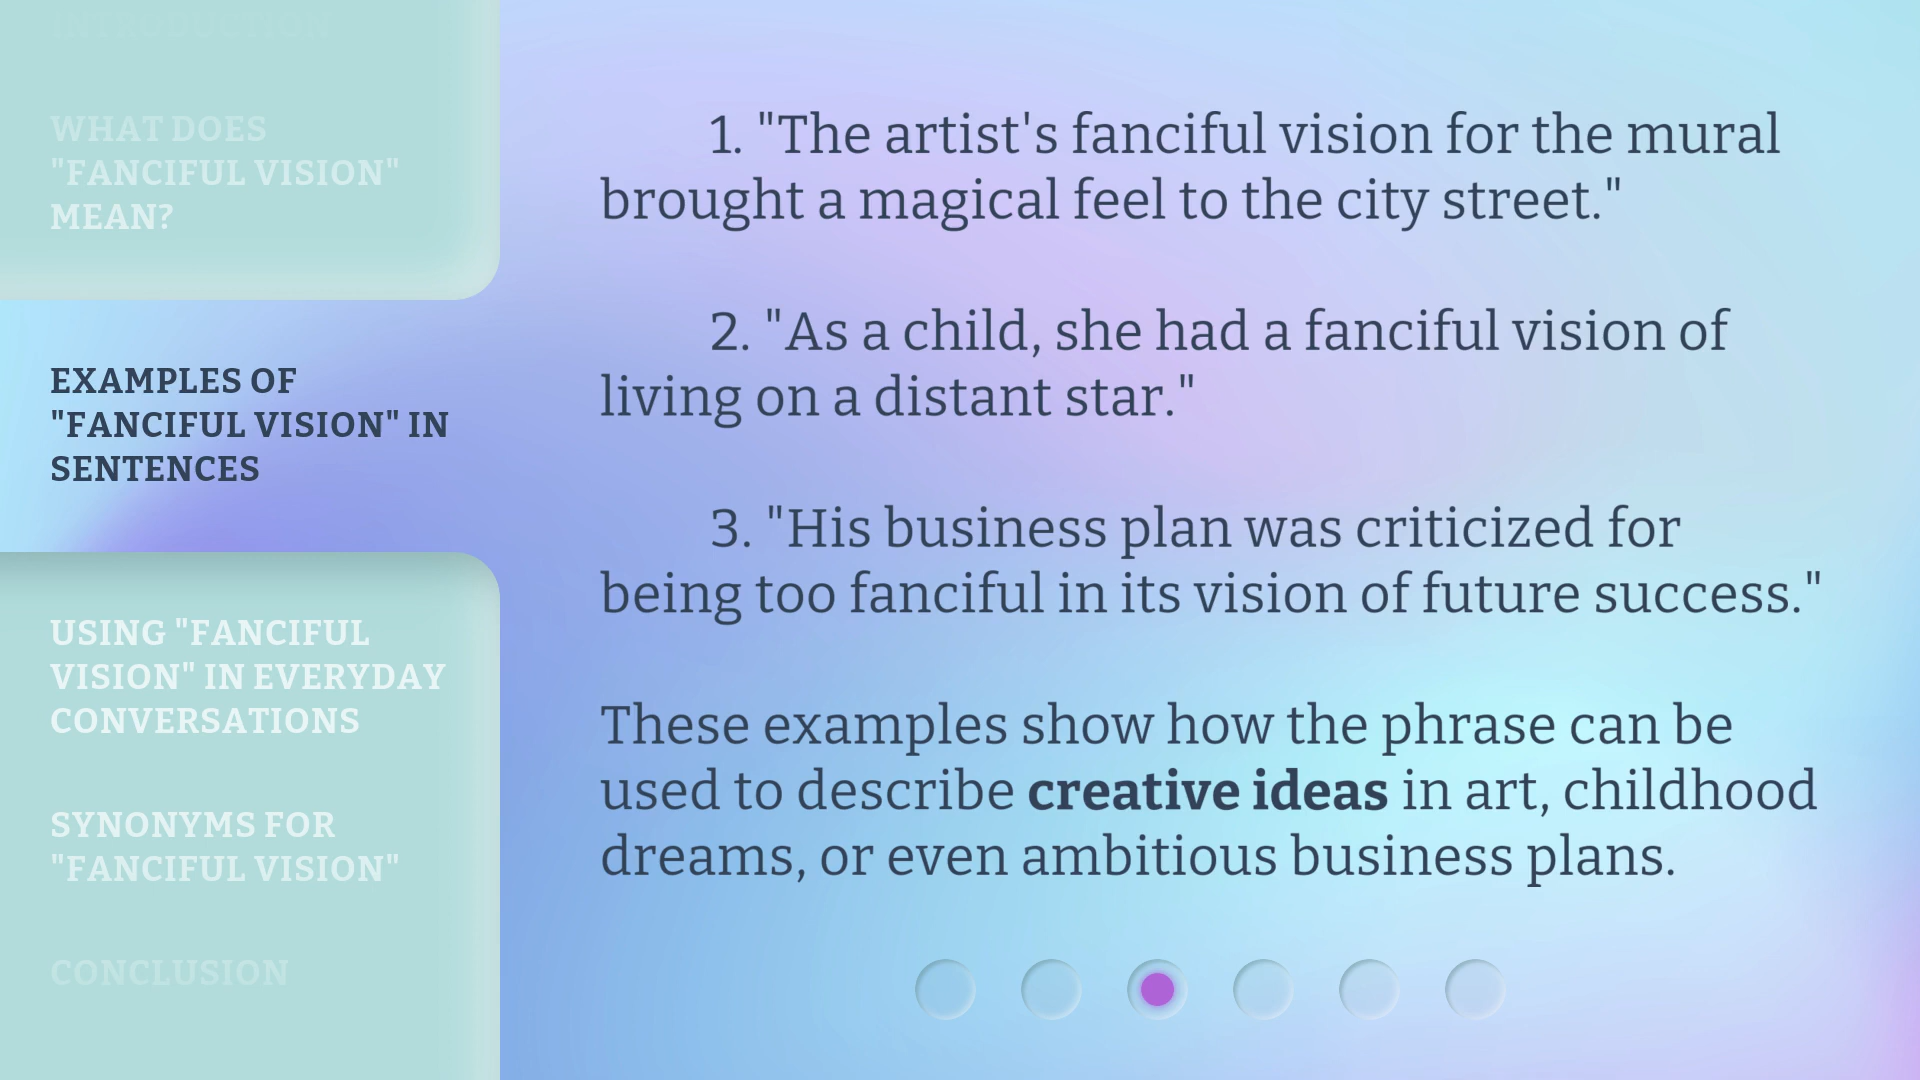 INTRODUCTION
WHAT DOES
"FANCIFUL VISION"
MEAN?
EXAMPLES OF
"FANCIFUL VISION" IN
SENTENCES
USING "FANCIFUL
VISION" IN EVERYDAY
CONVERSATIONS
SYNONYMS FOR
"FANCIFUL VISION"
CONCLUSION
1. "The artist's fanciful vision for the mural
brought a magical feel to the city street."
2. "As a child, she had a fanciful vision of
living on a distant star."
3. "His business plan was criticized for
being too fanciful in its vision of future success."
These examples show how the phrase can be
used to describe creative ideas in art, childhood
dreams, or even ambitious business plans.